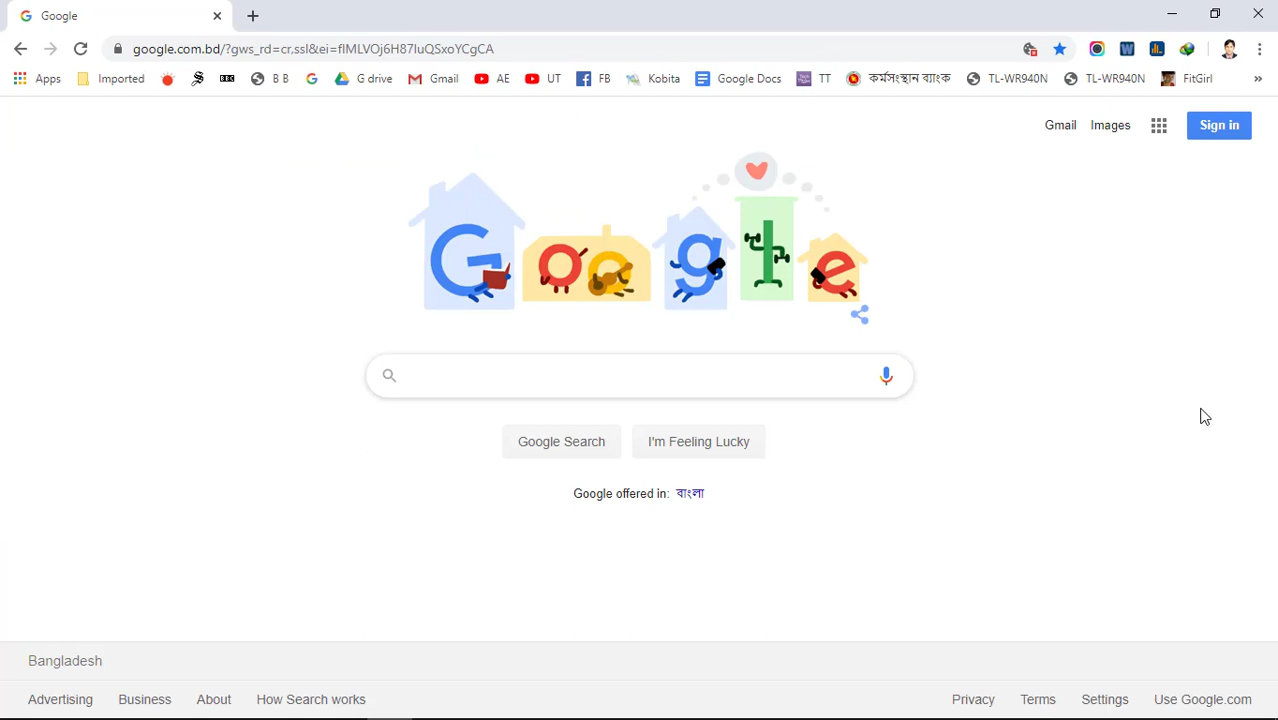 Google
google.com.bd/?gws_rd=cr,ssl&ei=fIMLVOj6H87IuQSxoYCgCA
Apps Imported BBC B B G drive Gmail AE UT FB Kobita Google Docs TT কর্মসংস্থান ব্যাংক TL-WR940N TL-WR940N FitGirl »
Gmail Images Sign in
Google
Google Search I'm Feeling Lucky
Google offered in: বাংলা
Bangladesh
Advertising Business About How Search works Privacy Terms Settings Use Google.com